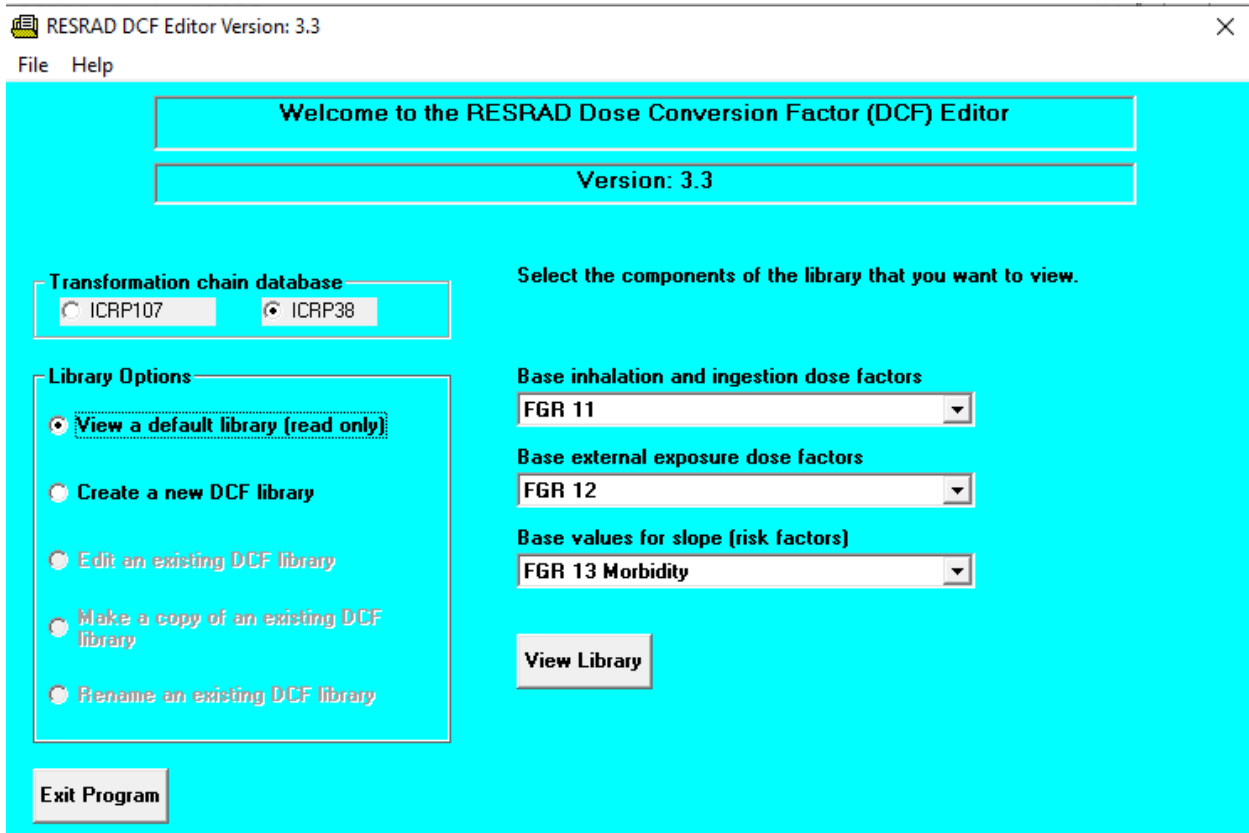 RESRAD DCF Editor Version: 3.3
File Help
Welcome to the RESRAD Dose Conversion Factor (DCF) Editor
Version: 3.3
Transformation chain database
ICRP107 ICRP38
Select the components of the library that you want to view.
Library Options
View a default library (read only)
Create a new DCF library
Edit an existing DCF library
Make a copy of an existing DCF
library
Rename an existing DCF library
Base inhalation and ingestion dose factors
FGR 11
Base external exposure dose factors
FGR 12
Base values for slope (risk factors)
FGR 13 Morbidity
View Library
Exit Program